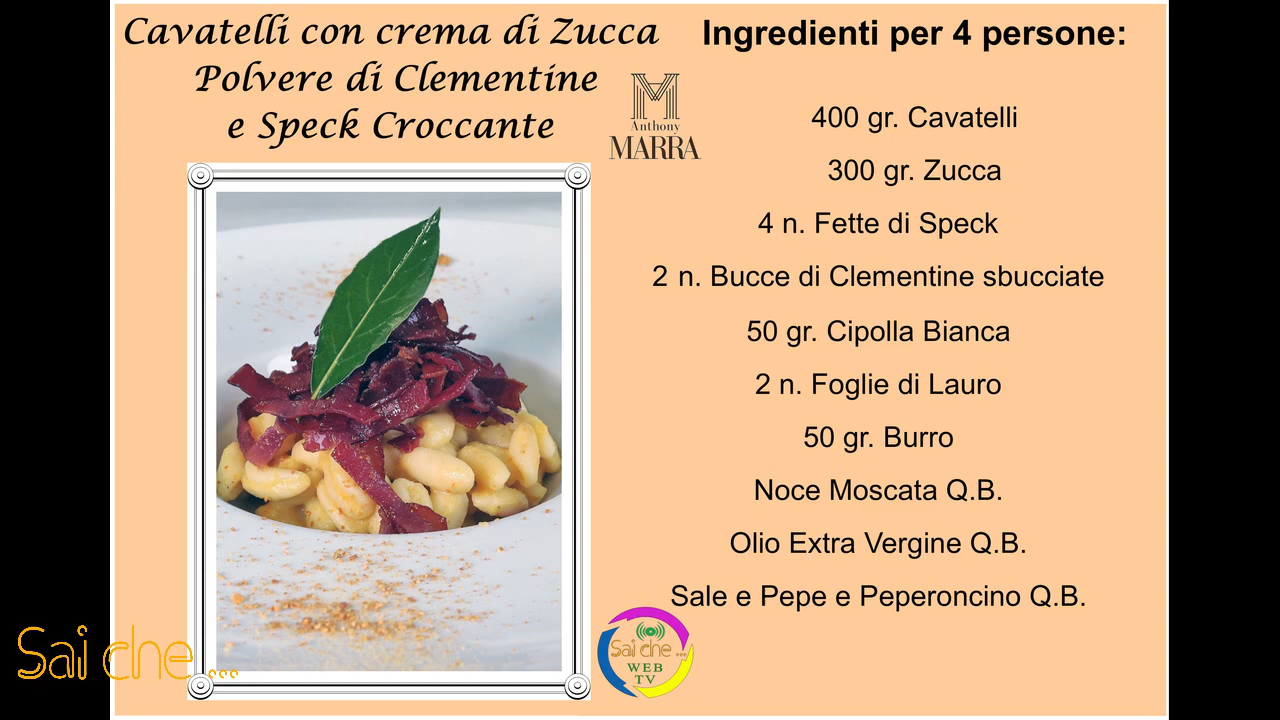 Cavatelli con crema di Zucca
Polvere di Clementine
e Speck Croccante
M
Anthony
MARRA
Ingredienti per 4 persone:
400 gr. Cavatelli
300 gr. Zucca
4 n. Fette di Speck
2 n. Bucce di Clementine sbucciate
50 gr. Cipolla Bianca
2 n. Foglie di Lauro
50 gr. Burro
Noce Moscata Q.B.
Olio Extra Vergine Q.B.
Sale e Pepe e Peperoncino Q.B.
Sai che ...
WEB
TV
Sai che ...